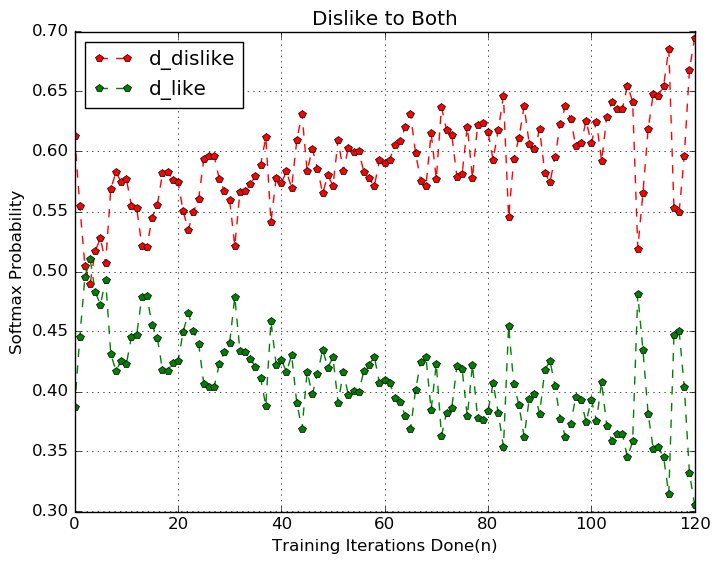 Dislike to Both
d_dislike
d_like
Softmax Probability
0.70
0.65
0.60
0.55
0.50
0.45
0.40
0.35
0.30
0 20 40 60 80 100 120
Training Iterations Done(n)